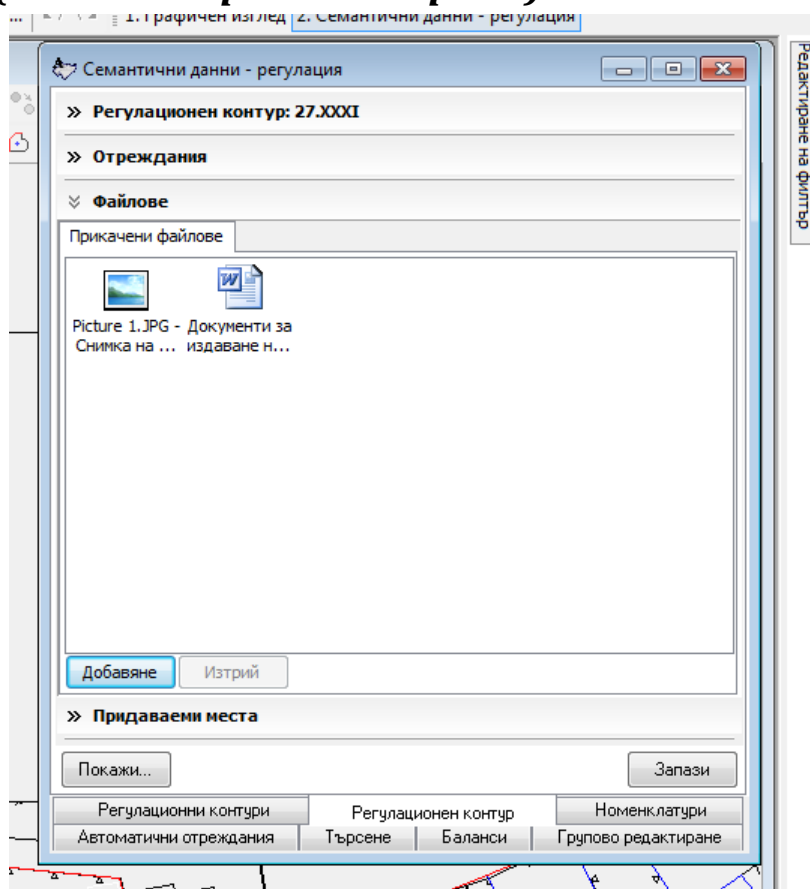 1. Графичен изглед 2. Семантични данни - регулация
Семантични данни - регулация
Регулационен контур: 27.XXXI
Отреждания
Файлове
Прикачени файлове
Picture 1.JPG - Документи за
Снимка на ... издаване н...
Добавяне Изтрий
Придаваеми места
Покажи... Запази
Регулационни контури Регулационен контур Номенклатури
Автоматични отреждания Търсене Баланси Групово редактиране
Редактиране на филтър